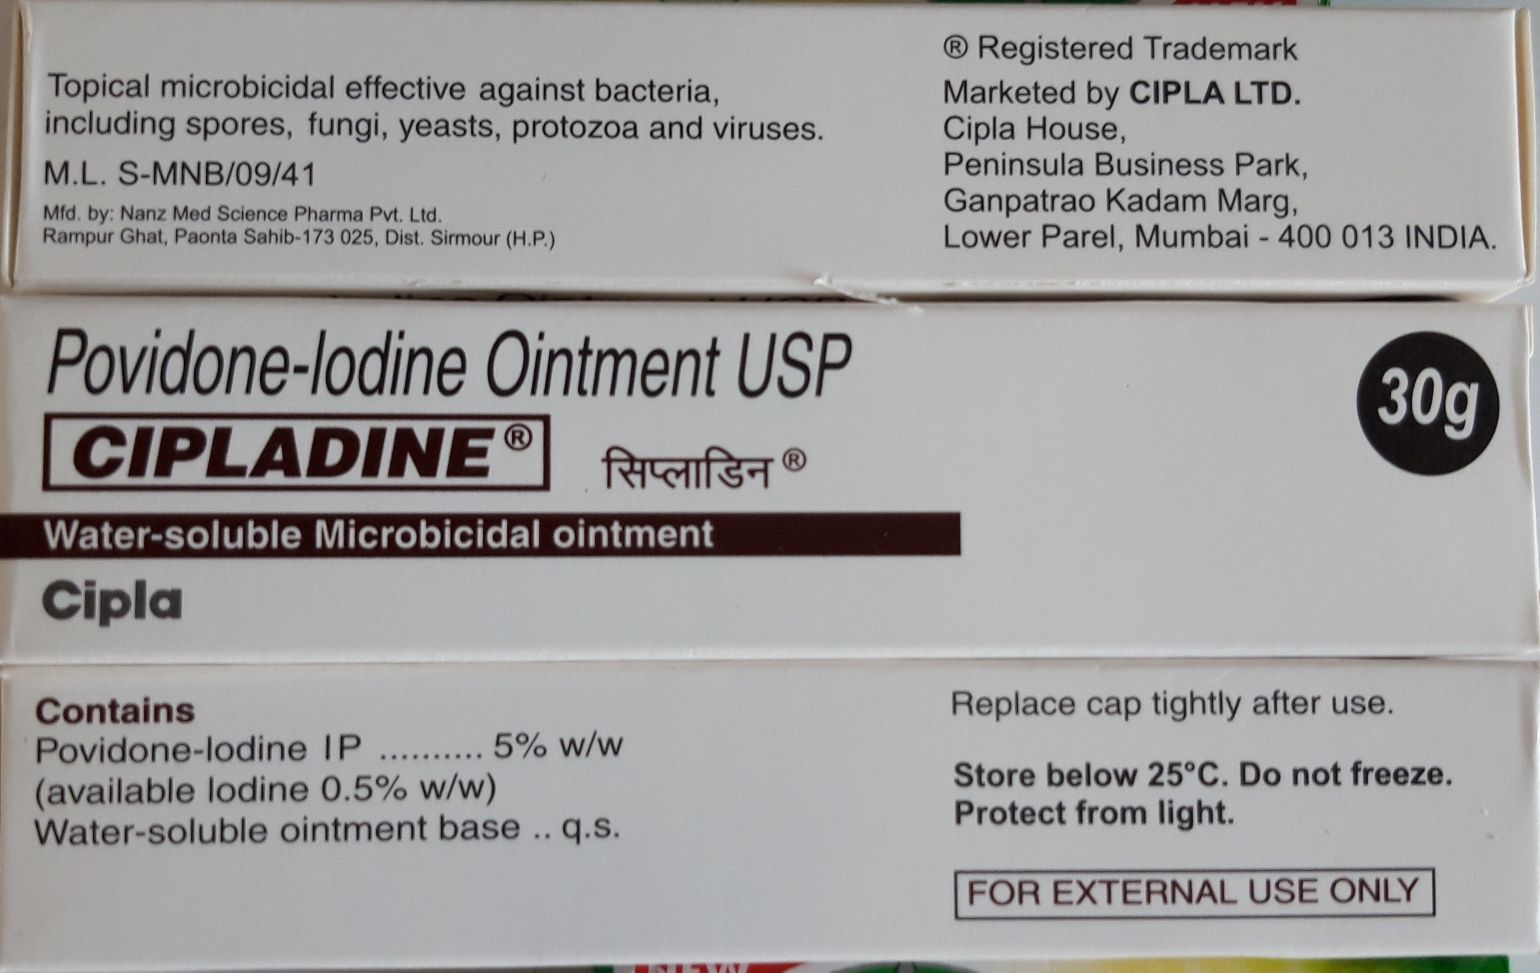 Topical microbicidal effective against bacteria,
including spores, fungi, yeasts, protozoa and viruses.
M.L. S-MNB/09/41
Mfd. by: Nanz Med Science Pharma Pvt. Ltd.
Rampur Ghat, Paonta Sahib-173 025, Dist. Sirmour (H.P.)
® Registered Trademark
Marketed by CIPLA LTD.
Cipla House,
Peninsula Business Park,
Ganpatrao Kadam Marg,
Lower Parel, Mumbai - 400 013 INDIA.
Povidone-Iodine Ointment USP
30g
CIPLADINE® सिप्लाडिन®
Water-soluble Microbicidal ointment
Cipla
Contains
Povidone-Iodine IP .......... 5% w/w
(available Iodine 0.5% w/w)
Water-soluble ointment base .. q.s.
Replace cap tightly after use.
Store below 25°C. Do not freeze.
Protect from light.
FOR EXTERNAL USE ONLY
NEW